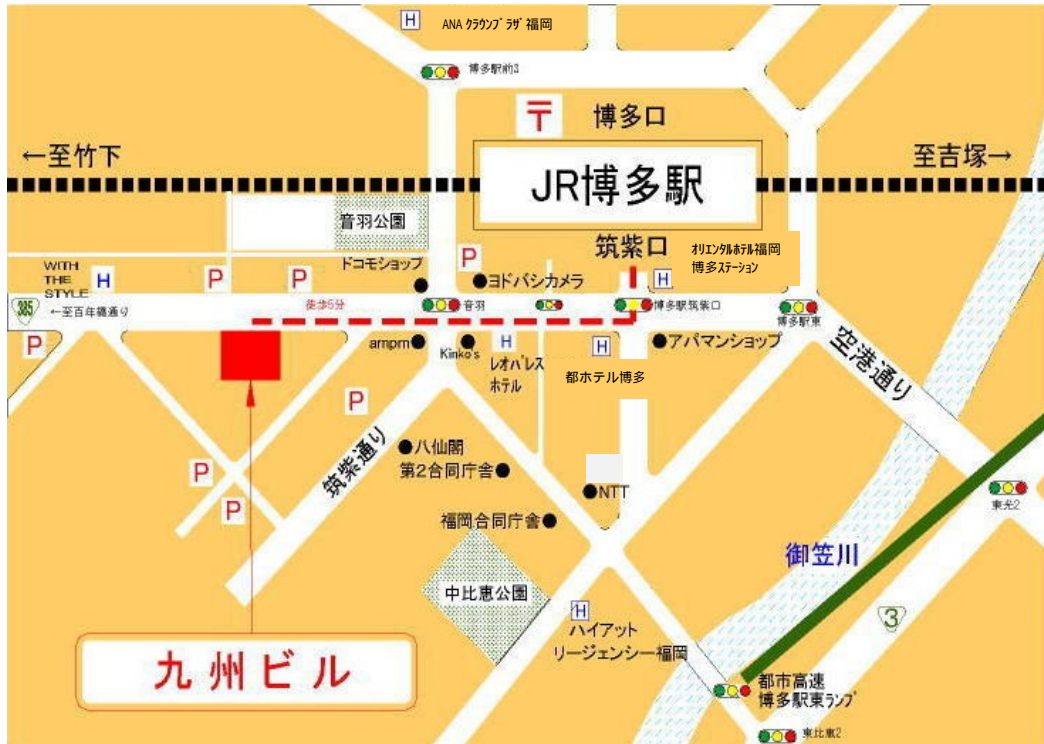 H
ANA クラウンプラザ福岡
博多駅前3
〒
博多口
←至竹下
JR博多駅
至吉塚→
音羽公園
筑紫口
オリエンタルホテル福岡
博多ステーション
ドコモショップ
P
ヨドバシカメラ
H
WITH
THE
STYLE
H
P
P
385
←至百年橋通り
徒歩5分
音羽
博多駅筑紫口
博多駅東
P
ampm
Kinko's
H
レオパレス
ホテル
H
都ホテル博多
アパマンショップ
空港通り
P
筑紫通り
八仙閣
第2合同庁舎
P
P
NTT
福岡合同庁舎
東光2
御笠川
中比恵公園
H
ハイアット
リージェンシー福岡
3
九州ビル
都市高速
博多駅東ランプ
東比恵2